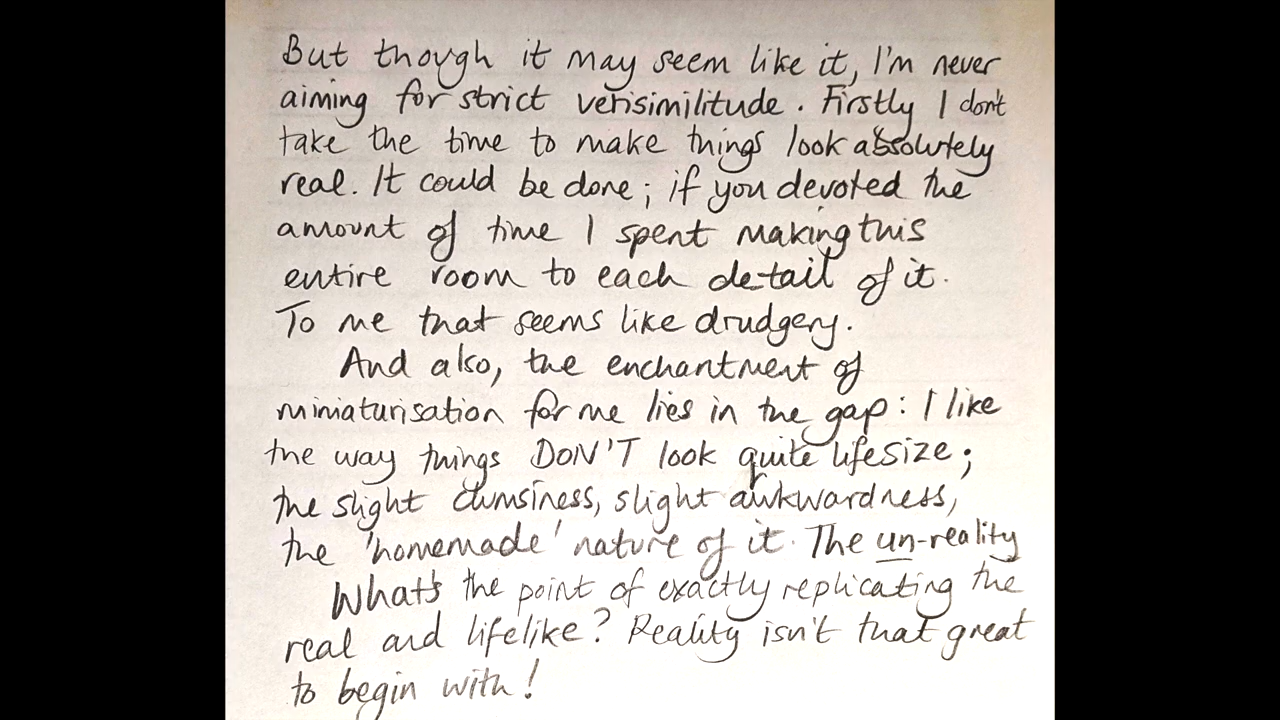 But though it may seem like it, I'm never
aiming for strict verisimilitude. Firstly I don't
take the time to make things look absolutely
real. It could be done; if you devoted the
amount of time I spent making this
entire room to each detail of it.
To me that seems like drudgery.
And also, the enchantment of
miniaturisation for me lies in the gap: I like
the way things DON'T look quite lifesize;
the slight clumsiness, slight awkwardness,
the 'homemade' nature of it. The un-reality
What's the point of exactly replicating the
real and lifelike? Reality isn't that great
to begin with!